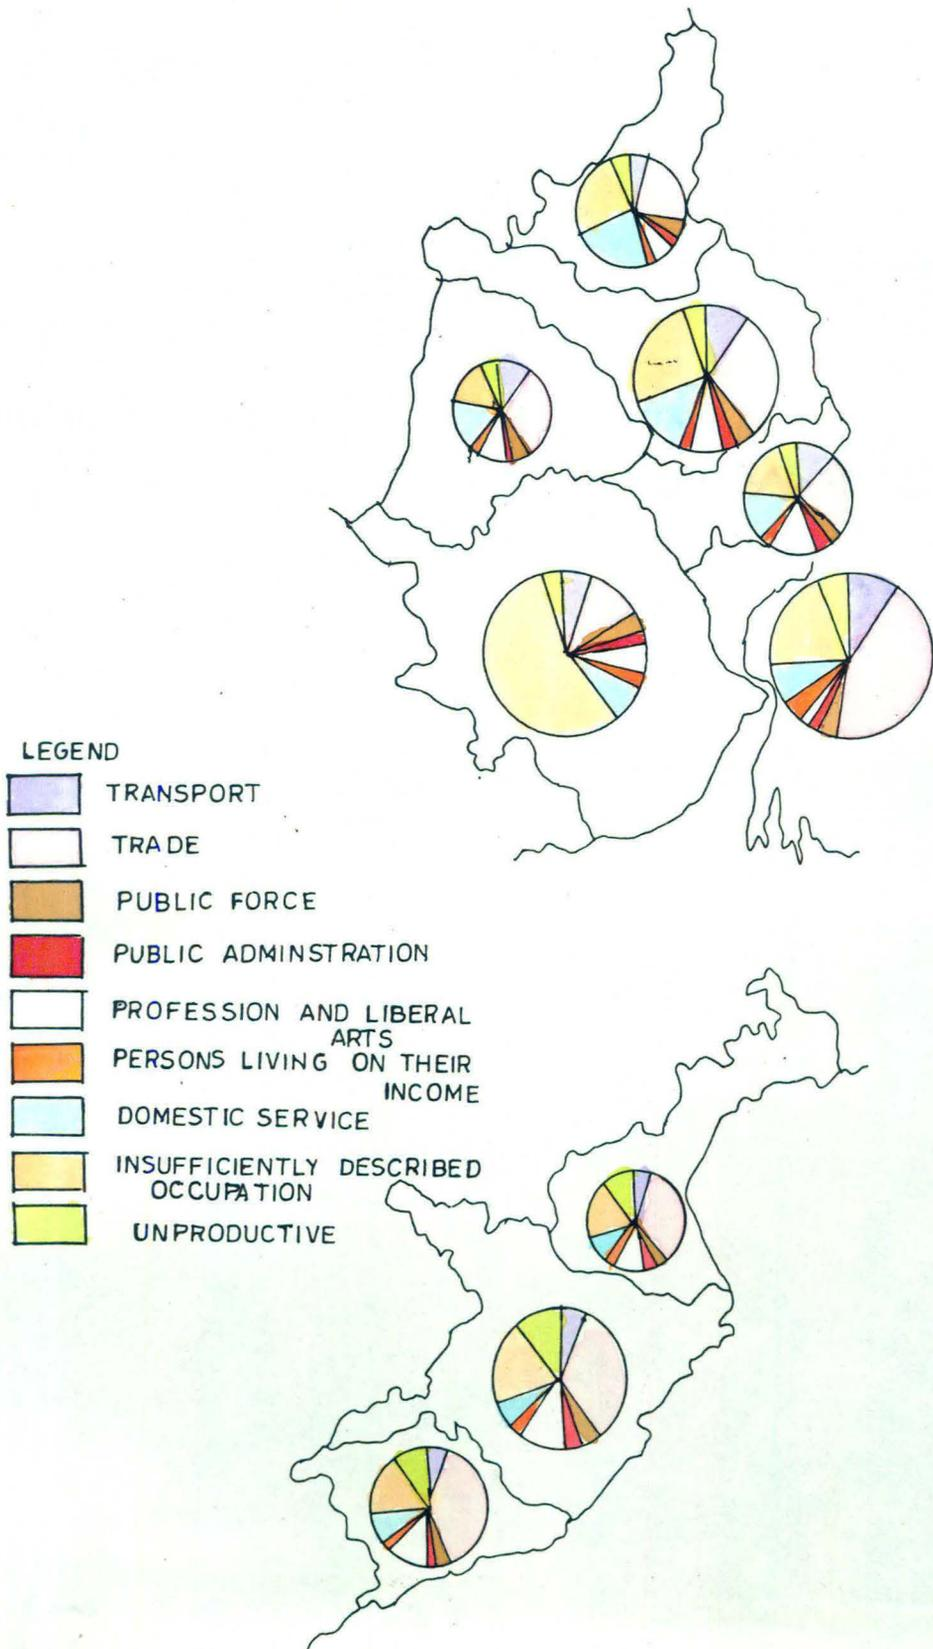 LEGEND
TRANSPORT
TRADE
PUBLIC FORCE
PUBLIC ADMINSTRATION
PROFESSION AND LIBERAL
ARTS
PERSONS LIVING ON THEIR
INCOME
DOMESTIC SERVICE
INSUFFICIENTLY DESCRIBED
OCCUPATION
UNPRODUCTIVE